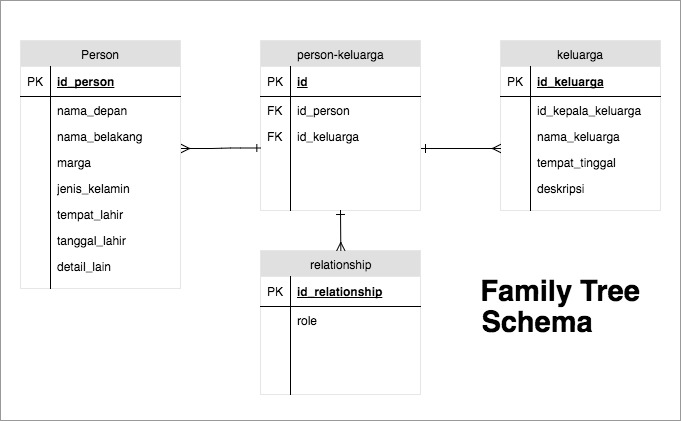 Person
PK id_person
nama_depan
nama_belakang
marga
jenis_kelamin
tempat_lahir
tanggal_lahir
detail_lain
person-keluarga
PK id
FK id_person
FK id_keluarga
keluarga
PK id_keluarga
id_kepala_keluarga
nama_keluarga
tempat_tinggal
deskripsi
relationship
PK id_relationship
role
Family Tree
Schema